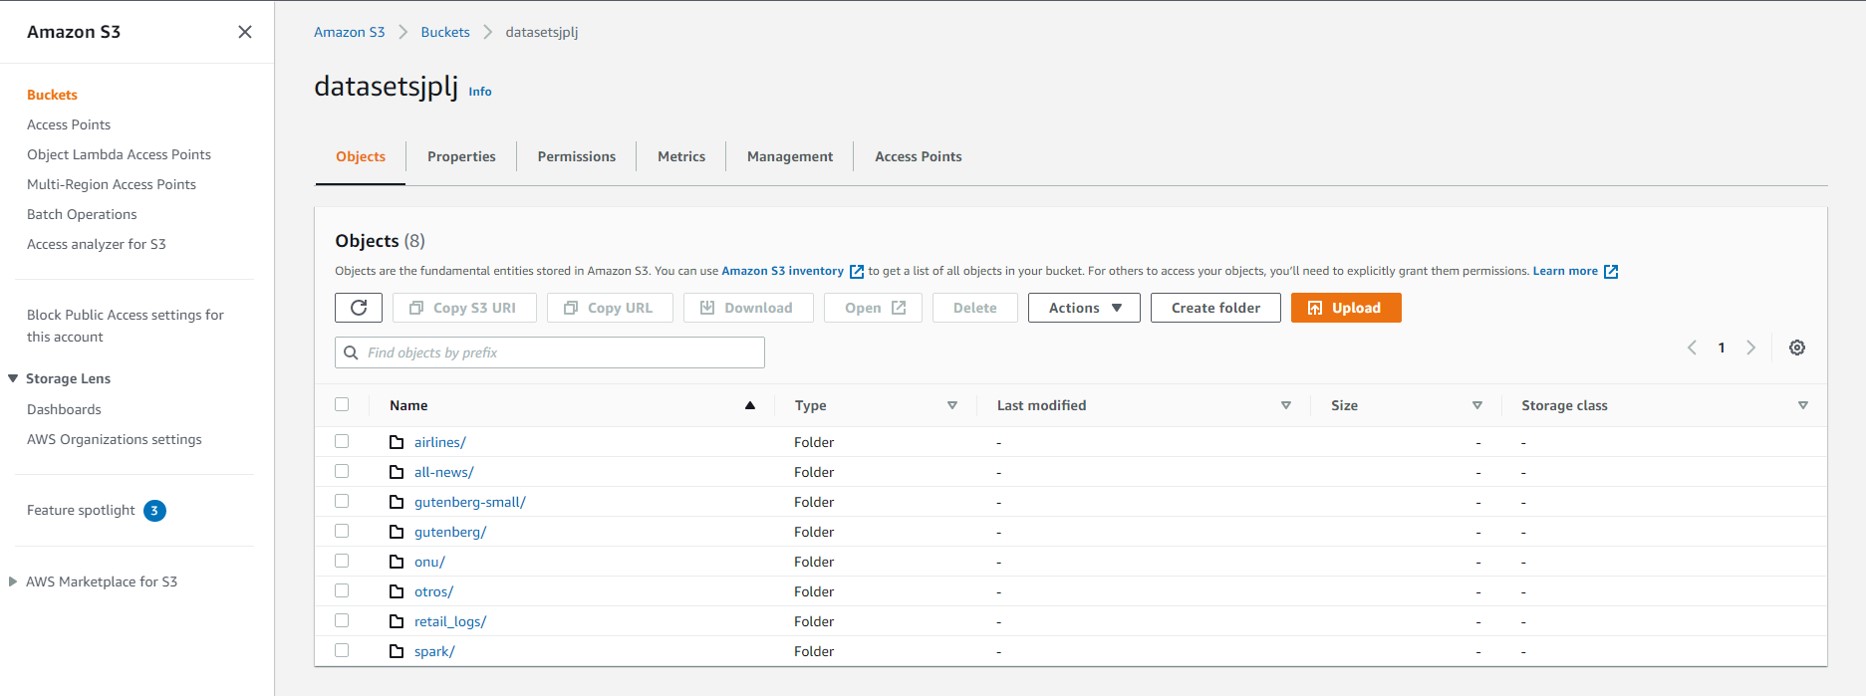 Amazon S3
Buckets
Access Points
Object Lambda Access Points
Multi-Region Access Points
Batch Operations
Access analyzer for S3
Block Public Access settings for
this account
Storage Lens
Dashboards
AWS Organizations settings
Feature spotlight 3
AWS Marketplace for S3
Amazon S3 Buckets datasetsjplj
datasetsjplj Info
Objects Properties Permissions Metrics Management Access Points
Objects (8)
Objects are the fundamental entities stored in Amazon S3. You can use Amazon S3 inventory to get a list of all objects in your bucket. For others to access your objects, you'll need to explicitly grant them permissions. Learn more
Copy S3 URI Copy URL Download Open Delete Actions Create folder Upload
Find objects by prefix 1
Name Type Last modified Size Storage class
airlines/ Folder - - -
all-news/ Folder - - -
gutenberg-small/ Folder - - -
gutenberg/ Folder - - -
onu/ Folder - - -
otros/ Folder - - -
retail_logs/ Folder - - -
spark/ Folder - - -